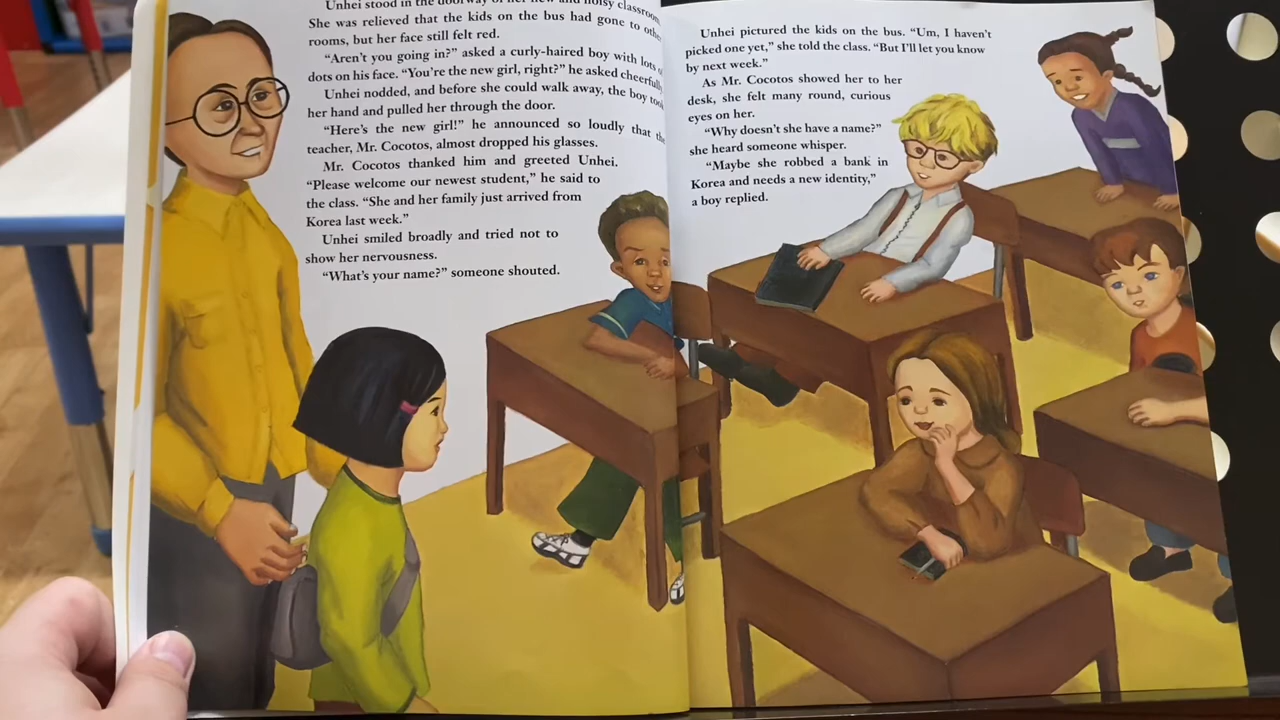 Unhei stood in the doorway of her new and noisy classroom.
She was relieved that the kids on the bus had gone to other
rooms, but her face still felt red.
“Aren’t you going in?” asked a curly-haired boy with lots of
dots on his face. “You’re the new girl, right?” he asked cheerfully.
Unhei nodded, and before she could walk away, the boy took
her hand and pulled her through the door.
“Here’s the new girl!” he announced so loudly that the
teacher, Mr. Cocotos, almost dropped his glasses.
Mr. Cocotos thanked him and greeted Unhei.
“Please welcome our newest student,” he said to
the class. “She and her family just arrived from
Korea last week.”
Unhei smiled broadly and tried not to
show her nervousness.
“What’s your name?” someone shouted.
Unhei pictured the kids on the bus. “Um, I haven’t
picked one yet,” she told the class. “But I’ll let you know
by next week.”
As Mr. Cocotos showed her to her
desk, she felt many round, curious
eyes on her.
“Why doesn’t she have a name?”
she heard someone whisper.
“Maybe she robbed a bank in
Korea and needs a new identity,”
a boy replied.